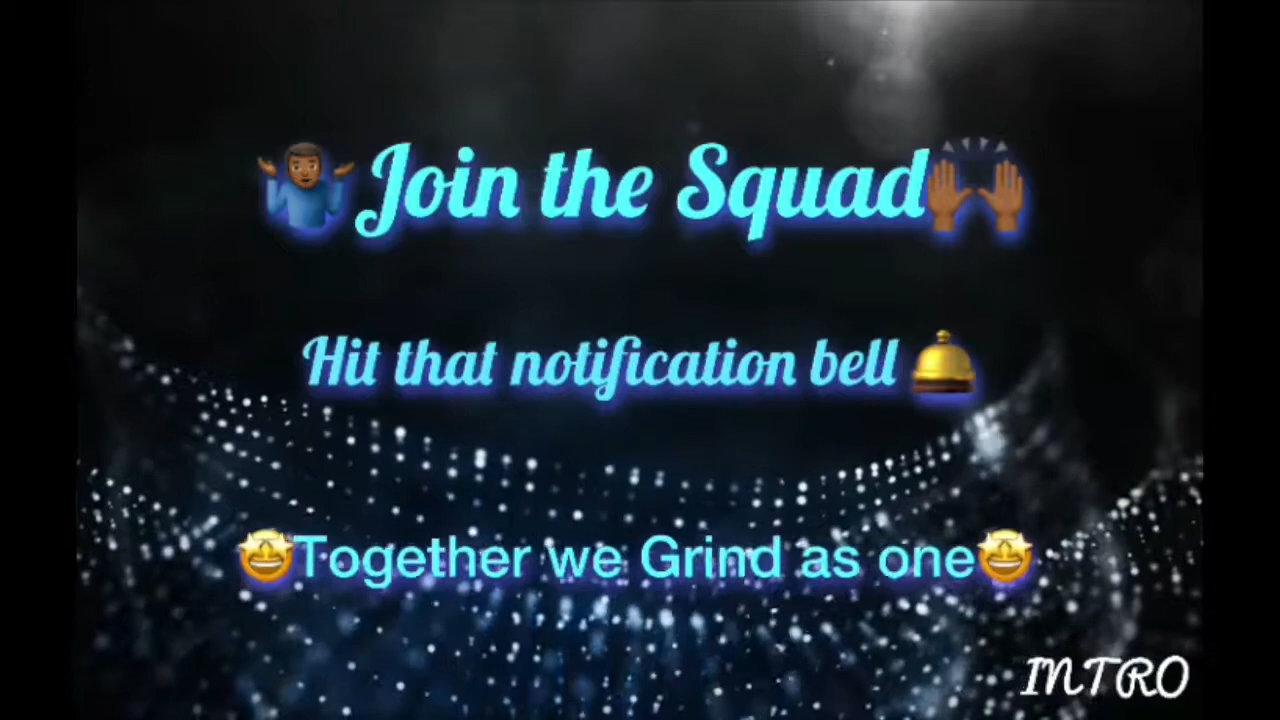 🤷🏾‍♂️Join the Squad🙌🏾
Hit that notification bell 🛎
🤩Together we Grind as one🤩
INTRO